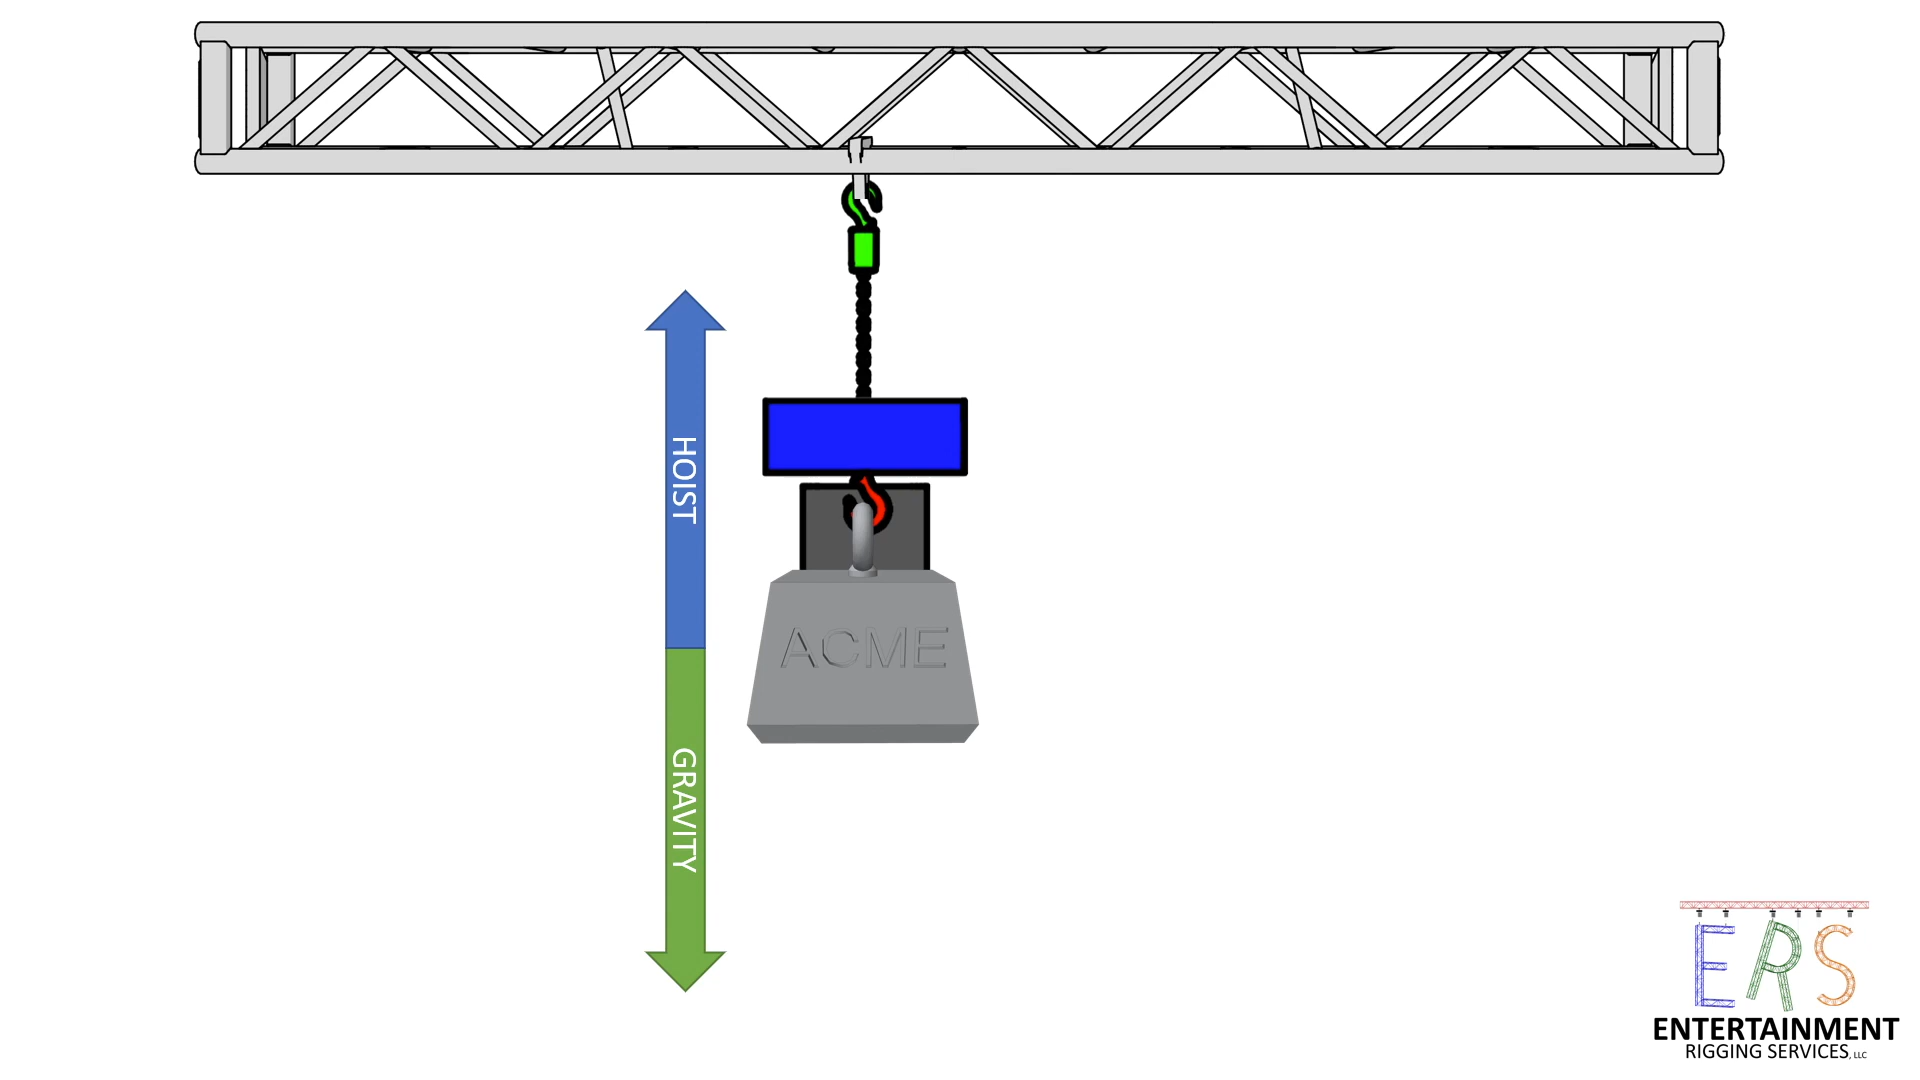 HOIST
GRAVITY
ACME
ERS
ENTERTAINMENT
RIGGING SERVICES, LLC